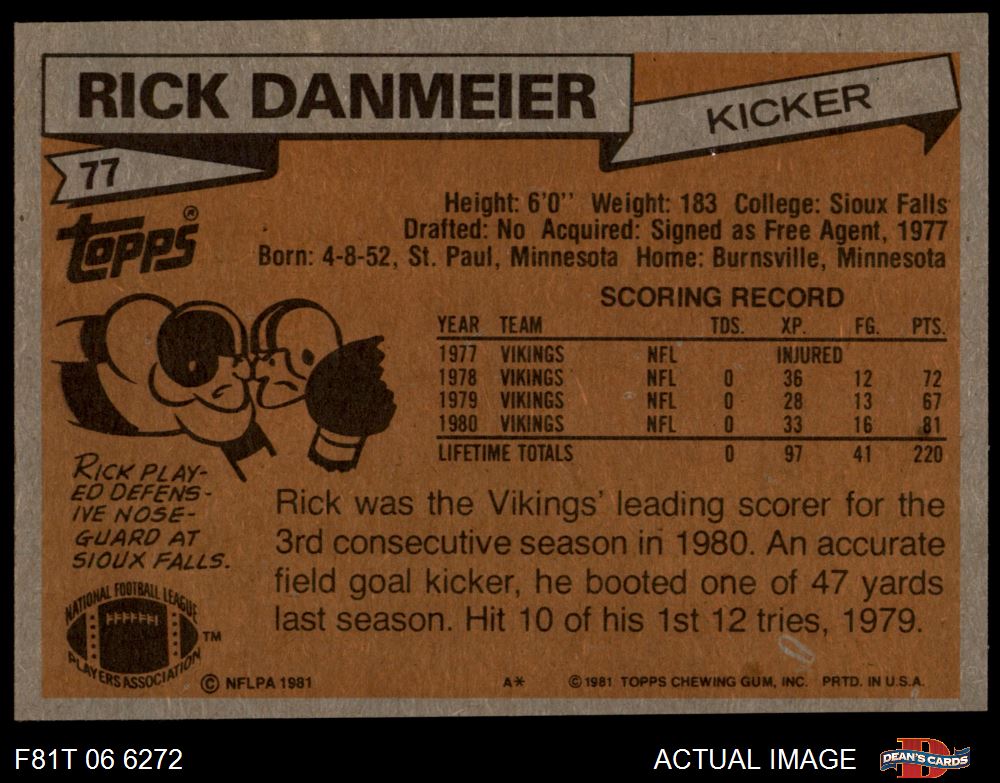 RICK DANMEIER
KICKER
77
topps®
Height: 6'0'' Weight: 183 College: Sioux Falls
Drafted: No Acquired: Signed as Free Agent, 1977
Born: 4-8-52, St. Paul, Minnesota Home: Burnsville, Minnesota
SCORING RECORD
YEAR TEAM TDS. XP. FG. PTS.
1977 VIKINGS NFL INJURED
1978 VIKINGS NFL 0 36 12 72
1979 VIKINGS NFL 0 28 13 67
1980 VIKINGS NFL 0 33 16 81
LIFETIME TOTALS 0 97 41 220
RICK PLAY-
ED DEFENS-
IVE NOSE-
GUARD AT
SIOUX FALLS.
Rick was the Vikings' leading scorer for the
3rd consecutive season in 1980. An accurate
field goal kicker, he booted one of 47 yards
last season. Hit 10 of his 1st 12 tries, 1979.
NATIONAL FOOTBALL LEAGUE
PLAYERS ASSOCIATION
TM
© NFLPA 1981 A* © 1981 TOPPS CHEWING GUM, INC. PRTD. IN U.S.A.
F81T 06 6272
ACTUAL IMAGE
D
DEAN'S CARDS